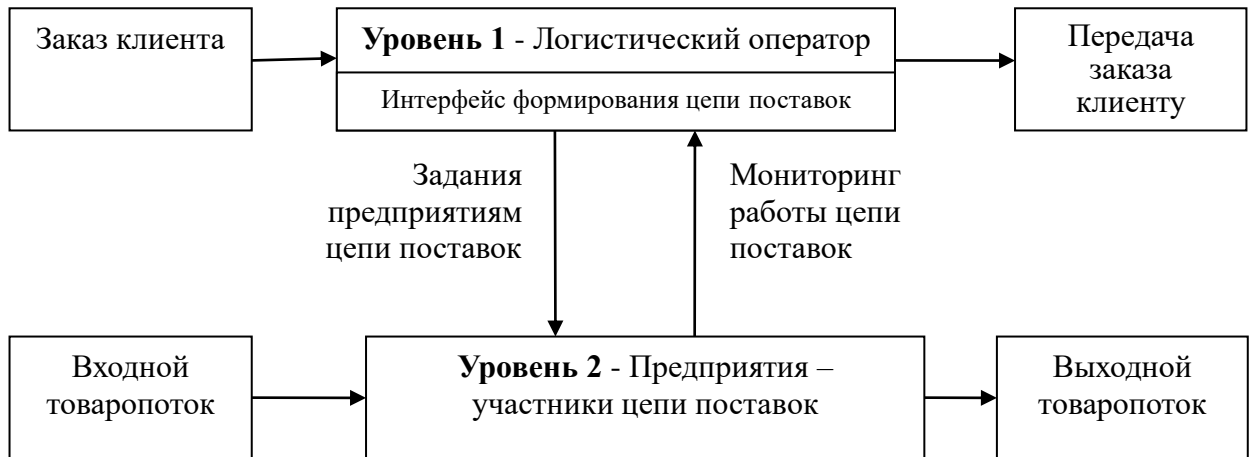 Заказ клиента
Уровень 1 - Логистический оператор
Интерфейс формирования цепи поставок
Передача
заказа
клиенту
Задания
предприятиям
цепи поставок
Мониторинг
работы цепи
поставок
Входной
товаропоток
Уровень 2 - Предприятия –
участники цепи поставок
Выходной
товаропоток